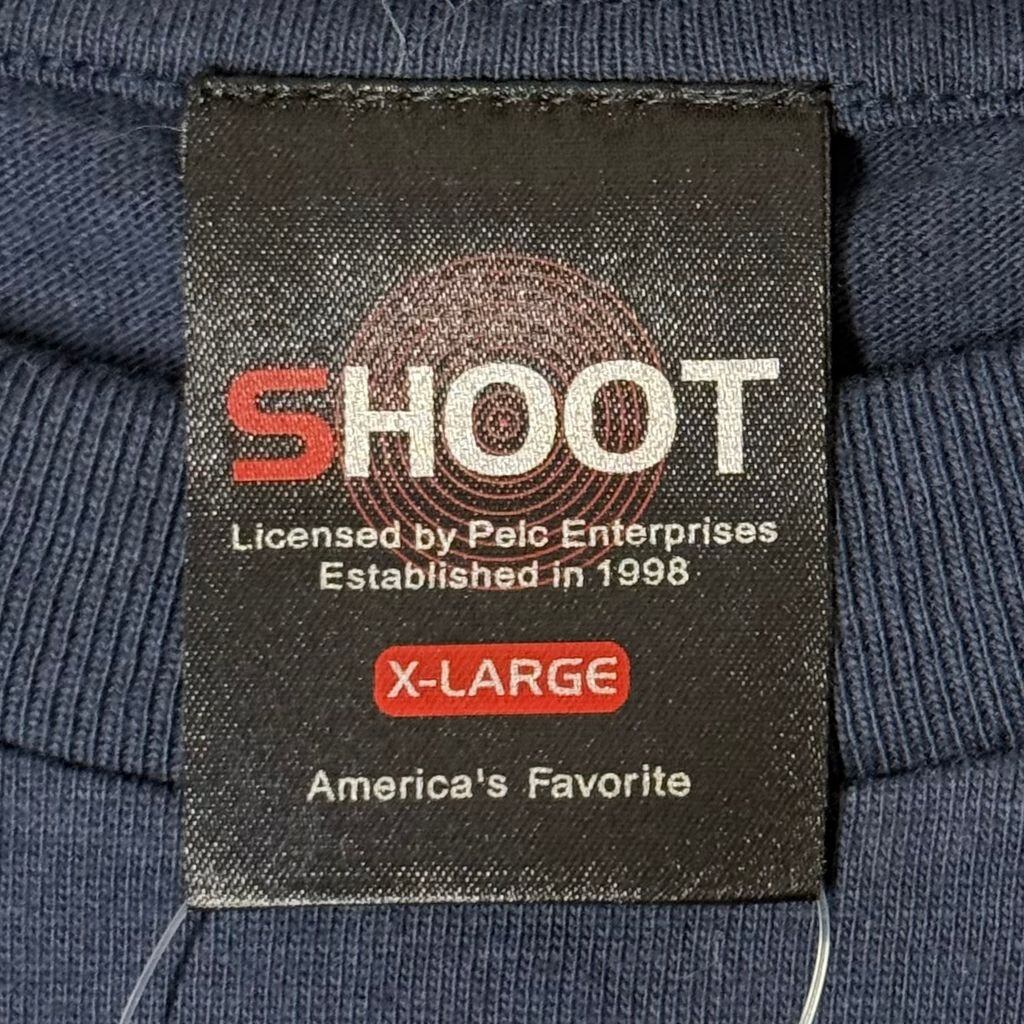 SHOOT
Licensed by Pelc Enterprises
Established in 1998
X-LARGE
America's Favorite